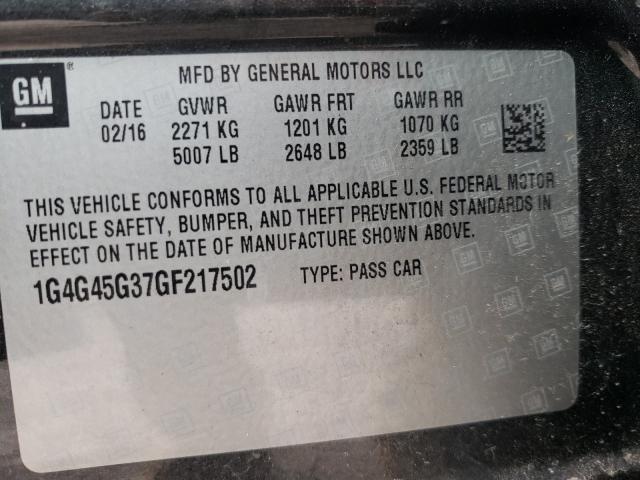 GM ®
MFD BY GENERAL MOTORS LLC
DATE GVWR GAWR FRT GAWR RR
02/16 2271 KG 1201 KG 1070 KG
5007 LB 2648 LB 2359 LB
THIS VEHICLE CONFORMS TO ALL APPLICABLE U.S. FEDERAL MOTOR
VEHICLE SAFETY, BUMPER, AND THEFT PREVENTION STANDARDS IN
EFFECT ON THE DATE OF MANUFACTURE SHOWN ABOVE.
1G4G45G37GF217502 TYPE: PASS CAR